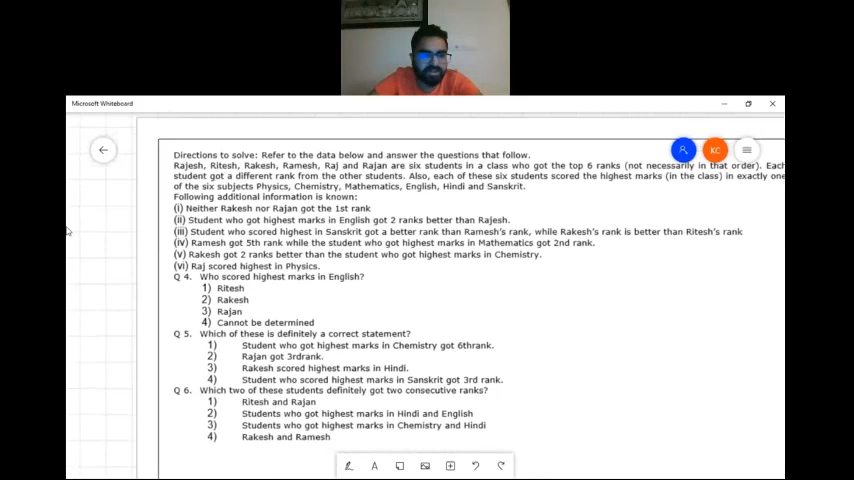 Microsoft Whiteboard
KC
Directions to solve: Refer to the data below and answer the questions that follow.
Rajesh, Ritesh, Rakesh, Ramesh, Raj and Rajan are six students in a class who got the top 6 ranks (not necessarily in that order). Each
student got a different rank from the other students. Also, each of these six students scored the highest marks (in the class) in exactly one
of the six subjects Physics, Chemistry, Mathematics, English, Hindi and Sanskrit.
Following additional information is known:
(i) Neither Rakesh nor Rajan got the 1st rank
(ii) Student who got highest marks in English got 2 ranks better than Rajesh.
(iii) Student who scored highest in Sanskrit got a better rank than Ramesh's rank, while Rakesh's rank is better than Ritesh's rank
(iv) Ramesh got 5th rank while the student who got highest marks in Mathematics got 2nd rank.
(v) Rakesh got 2 ranks better than the student who got highest marks in Chemistry.
(vi) Raj scored highest in Physics.
Q 4. Who scored highest marks in English?
1) Ritesh
2) Rakesh
3) Rajan
4) Cannot be determined
Q 5. Which of these is definitely a correct statement?
1) Student who got highest marks in Chemistry got 6thrank.
2) Rajan got 3rdrank.
3) Rakesh scored highest marks in Hindi.
4) Student who scored highest marks in Sanskrit got 3rd rank.
Q 6. Which two of these students definitely got two consecutive ranks?
1) Ritesh and Rajan
2) Students who got highest marks in Hindi and English
3) Students who got highest marks in Chemistry and Hindi
4) Rakesh and Ramesh
A